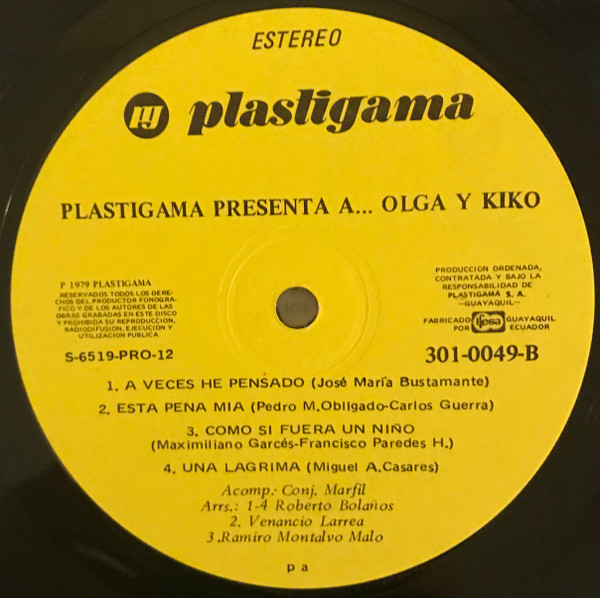 ESTEREO
pg plastigama
PLASTIGAMA PRESENTA A... OLGA Y KIKO
P 1979 PLASTIGAMA
RESERVADOS TODOS LOS DERE-
CHOS DEL PRODUCTOR FONOGRA-
FICO Y DE LOS AUTORES DE LAS
OBRAS GRABADAS EN ESTE DISCO
Y PROHIBIDA SU REPRODUCCION,
RADIODIFUSION, EJECUCION Y
UTILIZACION PUBLICA
PRODUCCION ORDENADA,
CONTRATADA Y BAJO LA
RESPONSABILIDAD DE
PLASTIGAMA S. A.
-GUAYAQUIL-
FABRICADO POR ifesa GUAYAQUIL ECUADOR
S-6519-PRO-12
301-0049-B
1. A VECES HE PENSADO (José María Bustamante)
2. ESTA PENA MIA (Pedro M.Obligado-Carlos Guerra)
3. COMO SI FUERA UN NIÑO
(Maximiliano Garcés-Francisco Paredes H.)
4. UNA LAGRIMA (Miguel A.Casares)
Acomp.: Conj. Marfil
Arrs.: 1-4 Roberto Bolaños
2. Venancio Larrea
3.Ramiro Montalvo Malo
p a